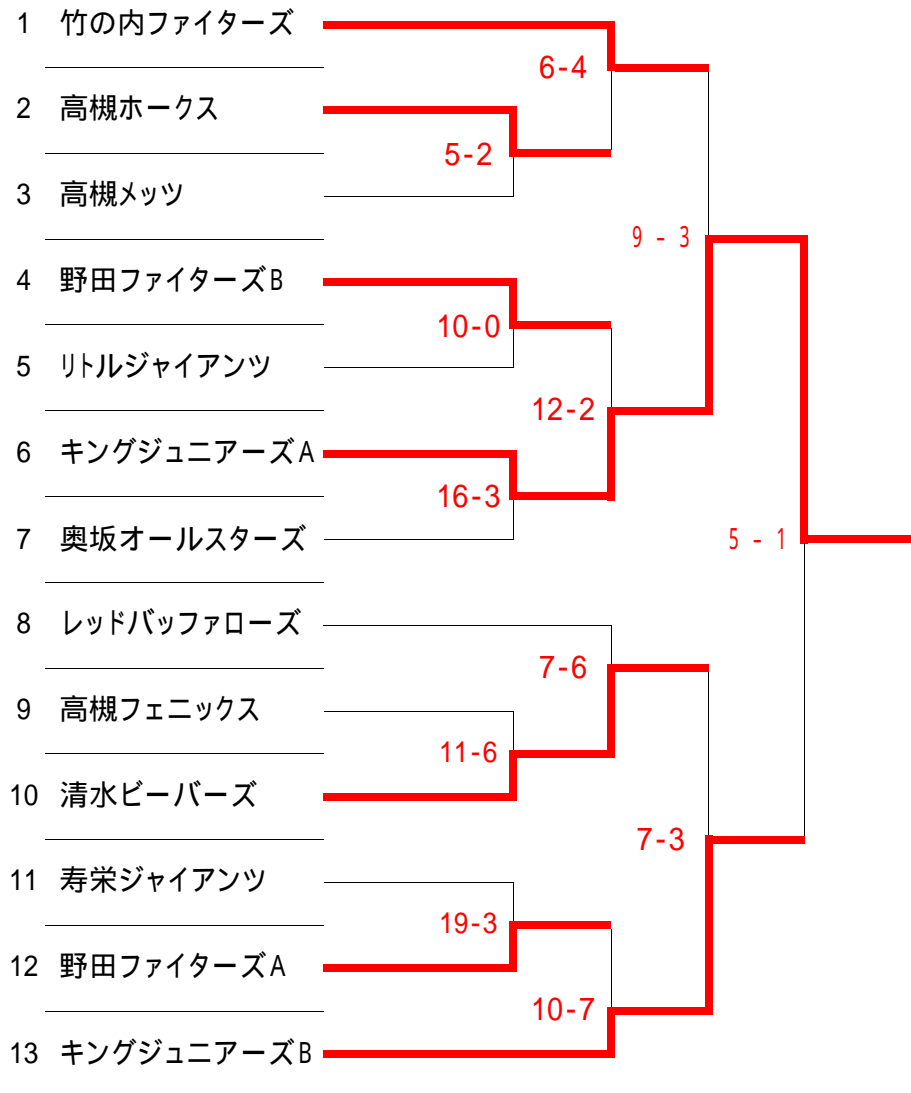 1 竹の内ファイターズ
6-4
2 高槻ホークス
5-2
3 高槻メッツ
9 - 3
4 野田ファイターズB
10-0
5 リトルジャイアンツ
12-2
6 キングジュニアーズA
16-3
7 奥坂オールスターズ
5 - 1
8 レッドバッファローズ
7-6
9 高槻フェニックス
11-6
10 清水ビーバーズ
7-3
11 寿栄ジャイアンツ
19-3
12 野田ファイターズA
10-7
13 キングジュニアーズB